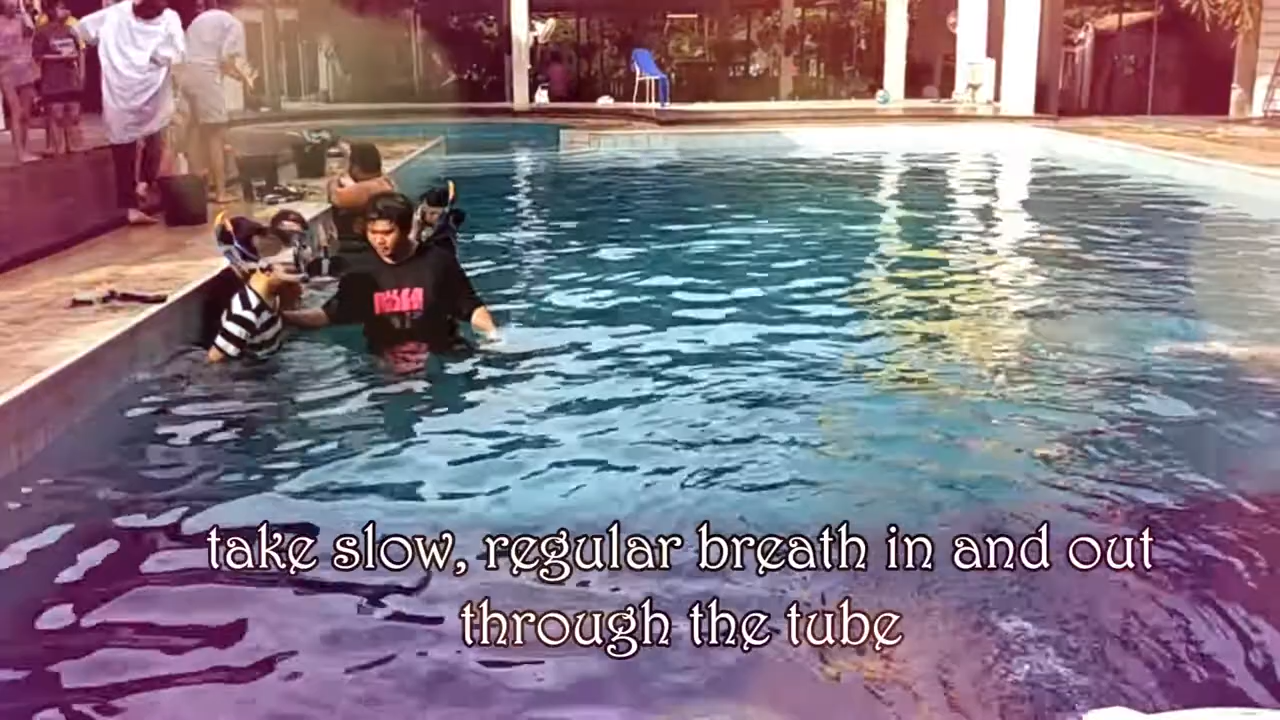 take slow, regular breath in and out
through the tube